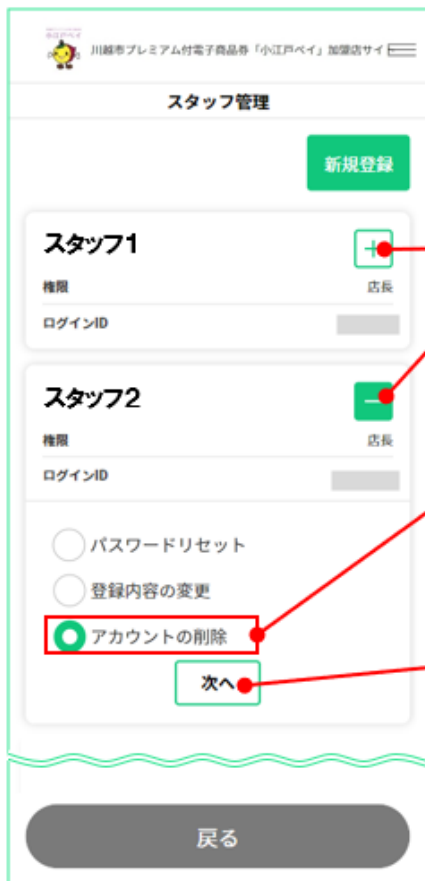 川越市プレミアム付電子商品券「小江戸ペイ」加盟店サイ
スタッフ管理
新規登録
スタッフ1
権限
店長
ログインID
スタッフ2
権限
店長
ログインID
パスワードリセット
登録内容の変更
アカウントの削除
次へ
戻る